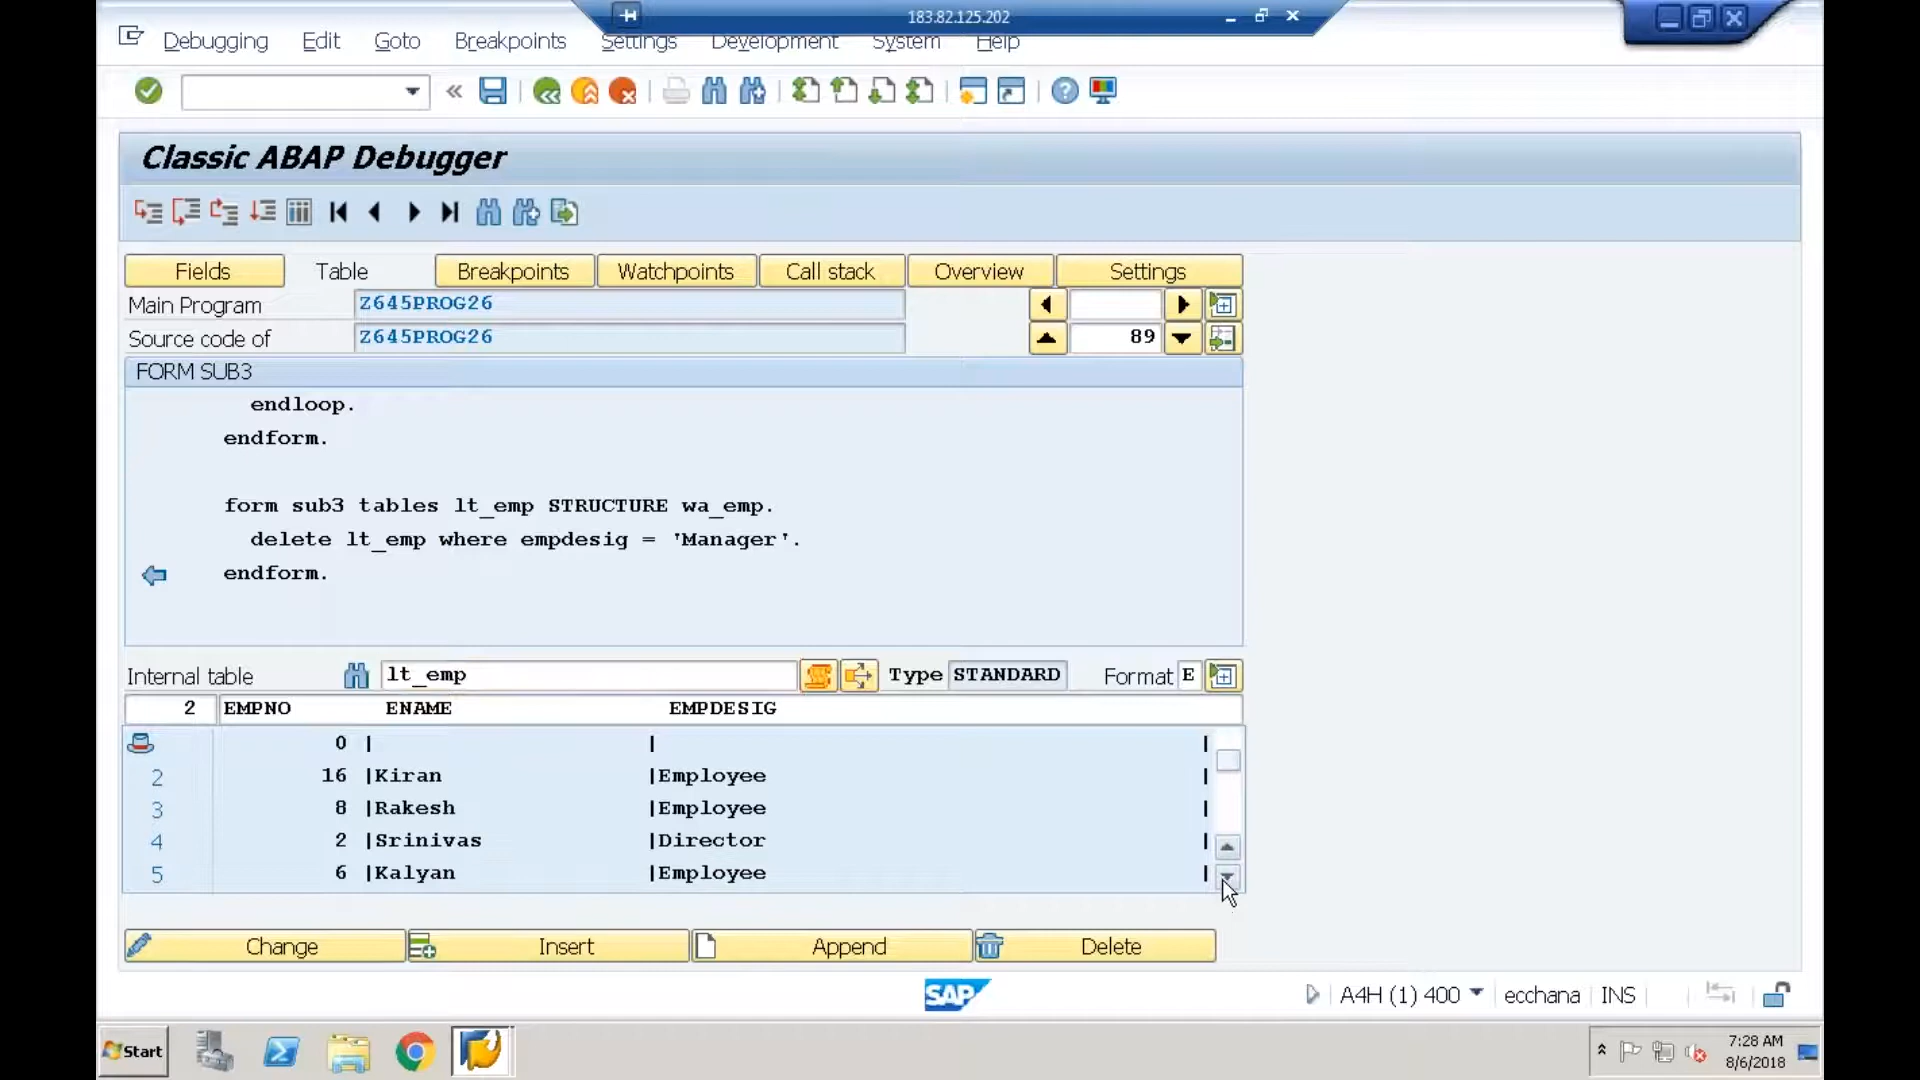 183.82.125.202
Debugging Edit Goto Breakpoints Settings Development System Help
Classic ABAP Debugger
Fields Table Breakpoints Watchpoints Call stack Overview Settings
Main Program Z645PROG26
Source code of Z645PROG26 89
FORM SUB3
endloop.
endform.
form sub3 tables lt_emp STRUCTURE wa_emp.
delete lt_emp where empdesig = 'Manager'.
endform.
Internal table lt_emp Type STANDARD Format E
2 EMPNO ENAME EMPDESIG
0 | | |
2 16 |Kiran |Employee |
3 8 |Rakesh |Employee |
4 2 |Srinivas |Director |
5 6 |Kalyan |Employee |
Change Insert Append Delete
SAP
A4H (1) 400 ecchana INS
Start
7:28 AM
8/6/2018